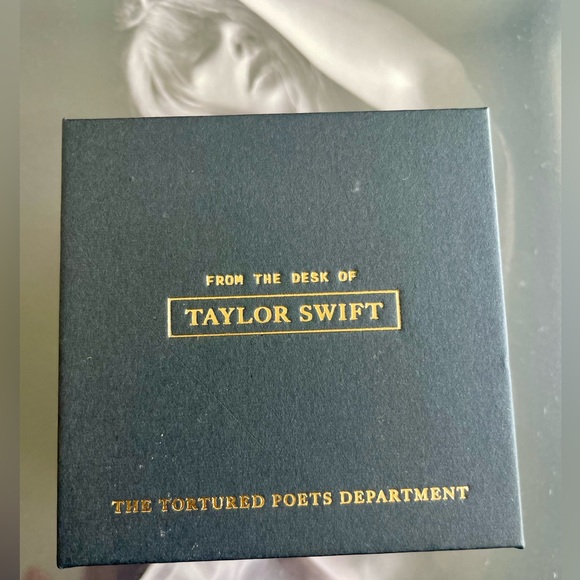 FROM THE DESK OF
TAYLOR SWIFT
THE TORTURED POETS DEPARTMENT